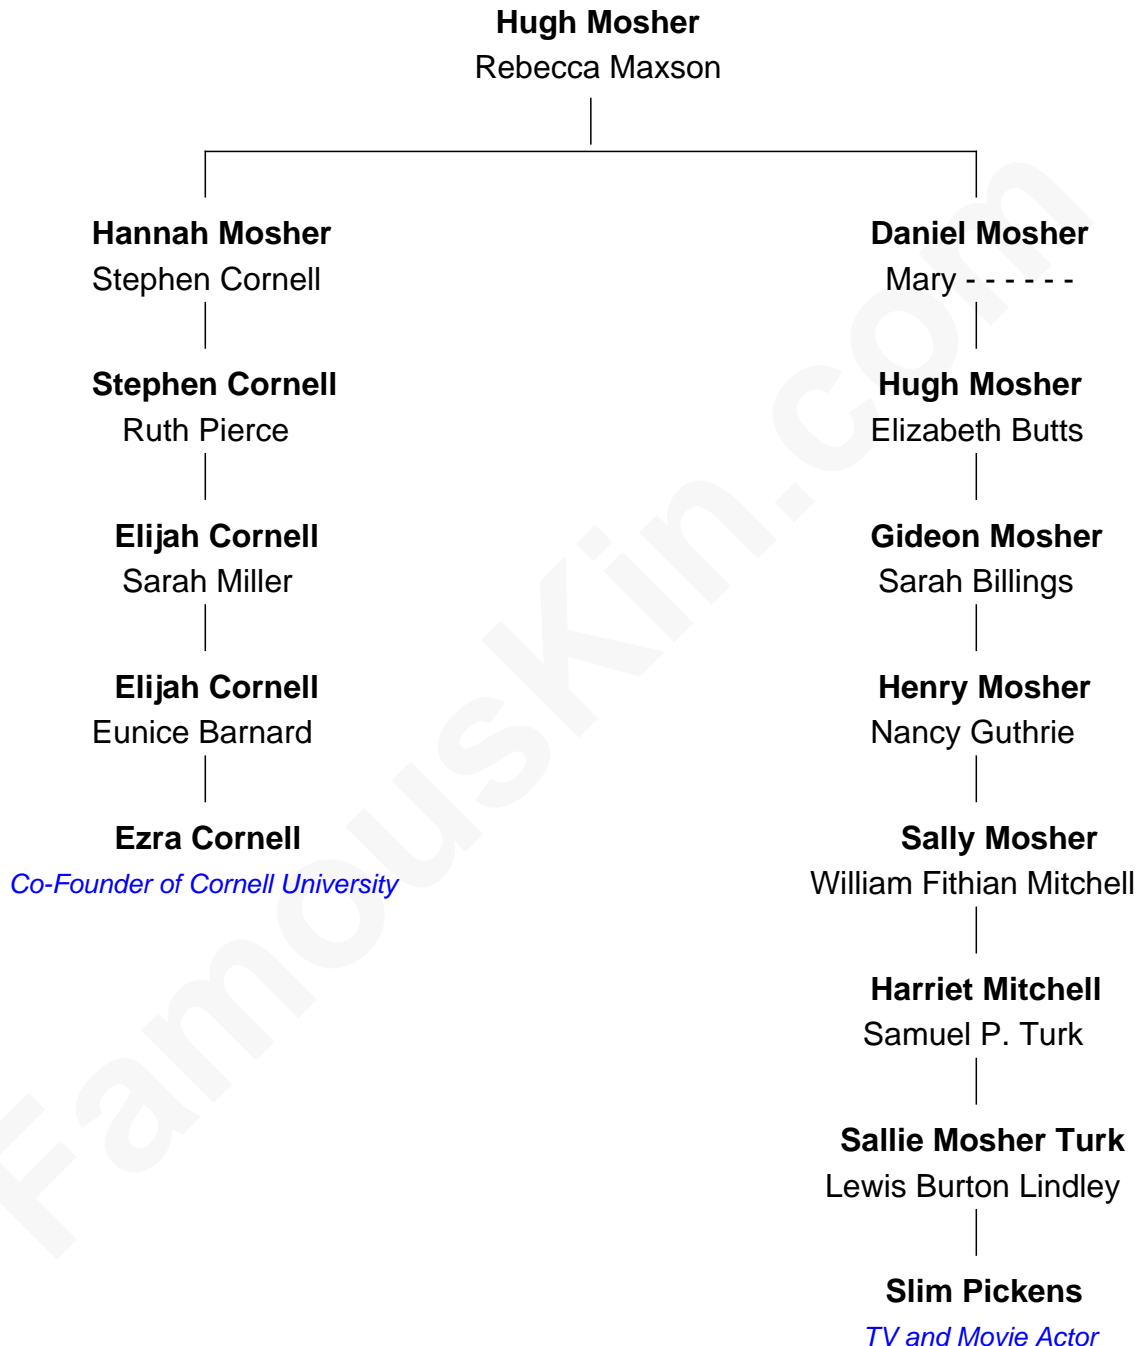 Hugh Mosher
Rebecca Maxson
Hannah Mosher
Stephen Cornell
Stephen Cornell
Ruth Pierce
Elijah Cornell
Sarah Miller
Elijah Cornell
Eunice Barnard
Ezra Cornell
Co-Founder of Cornell University
Daniel Mosher
Mary - - - - - -
Hugh Mosher
Elizabeth Butts
Gideon Mosher
Sarah Billings
Henry Mosher
Nancy Guthrie
Sally Mosher
William Fithian Mitchell
Harriet Mitchell
Samuel P. Turk
Sallie Mosher Turk
Lewis Burton Lindley
Slim Pickens
TV and Movie Actor
FamousKin.com